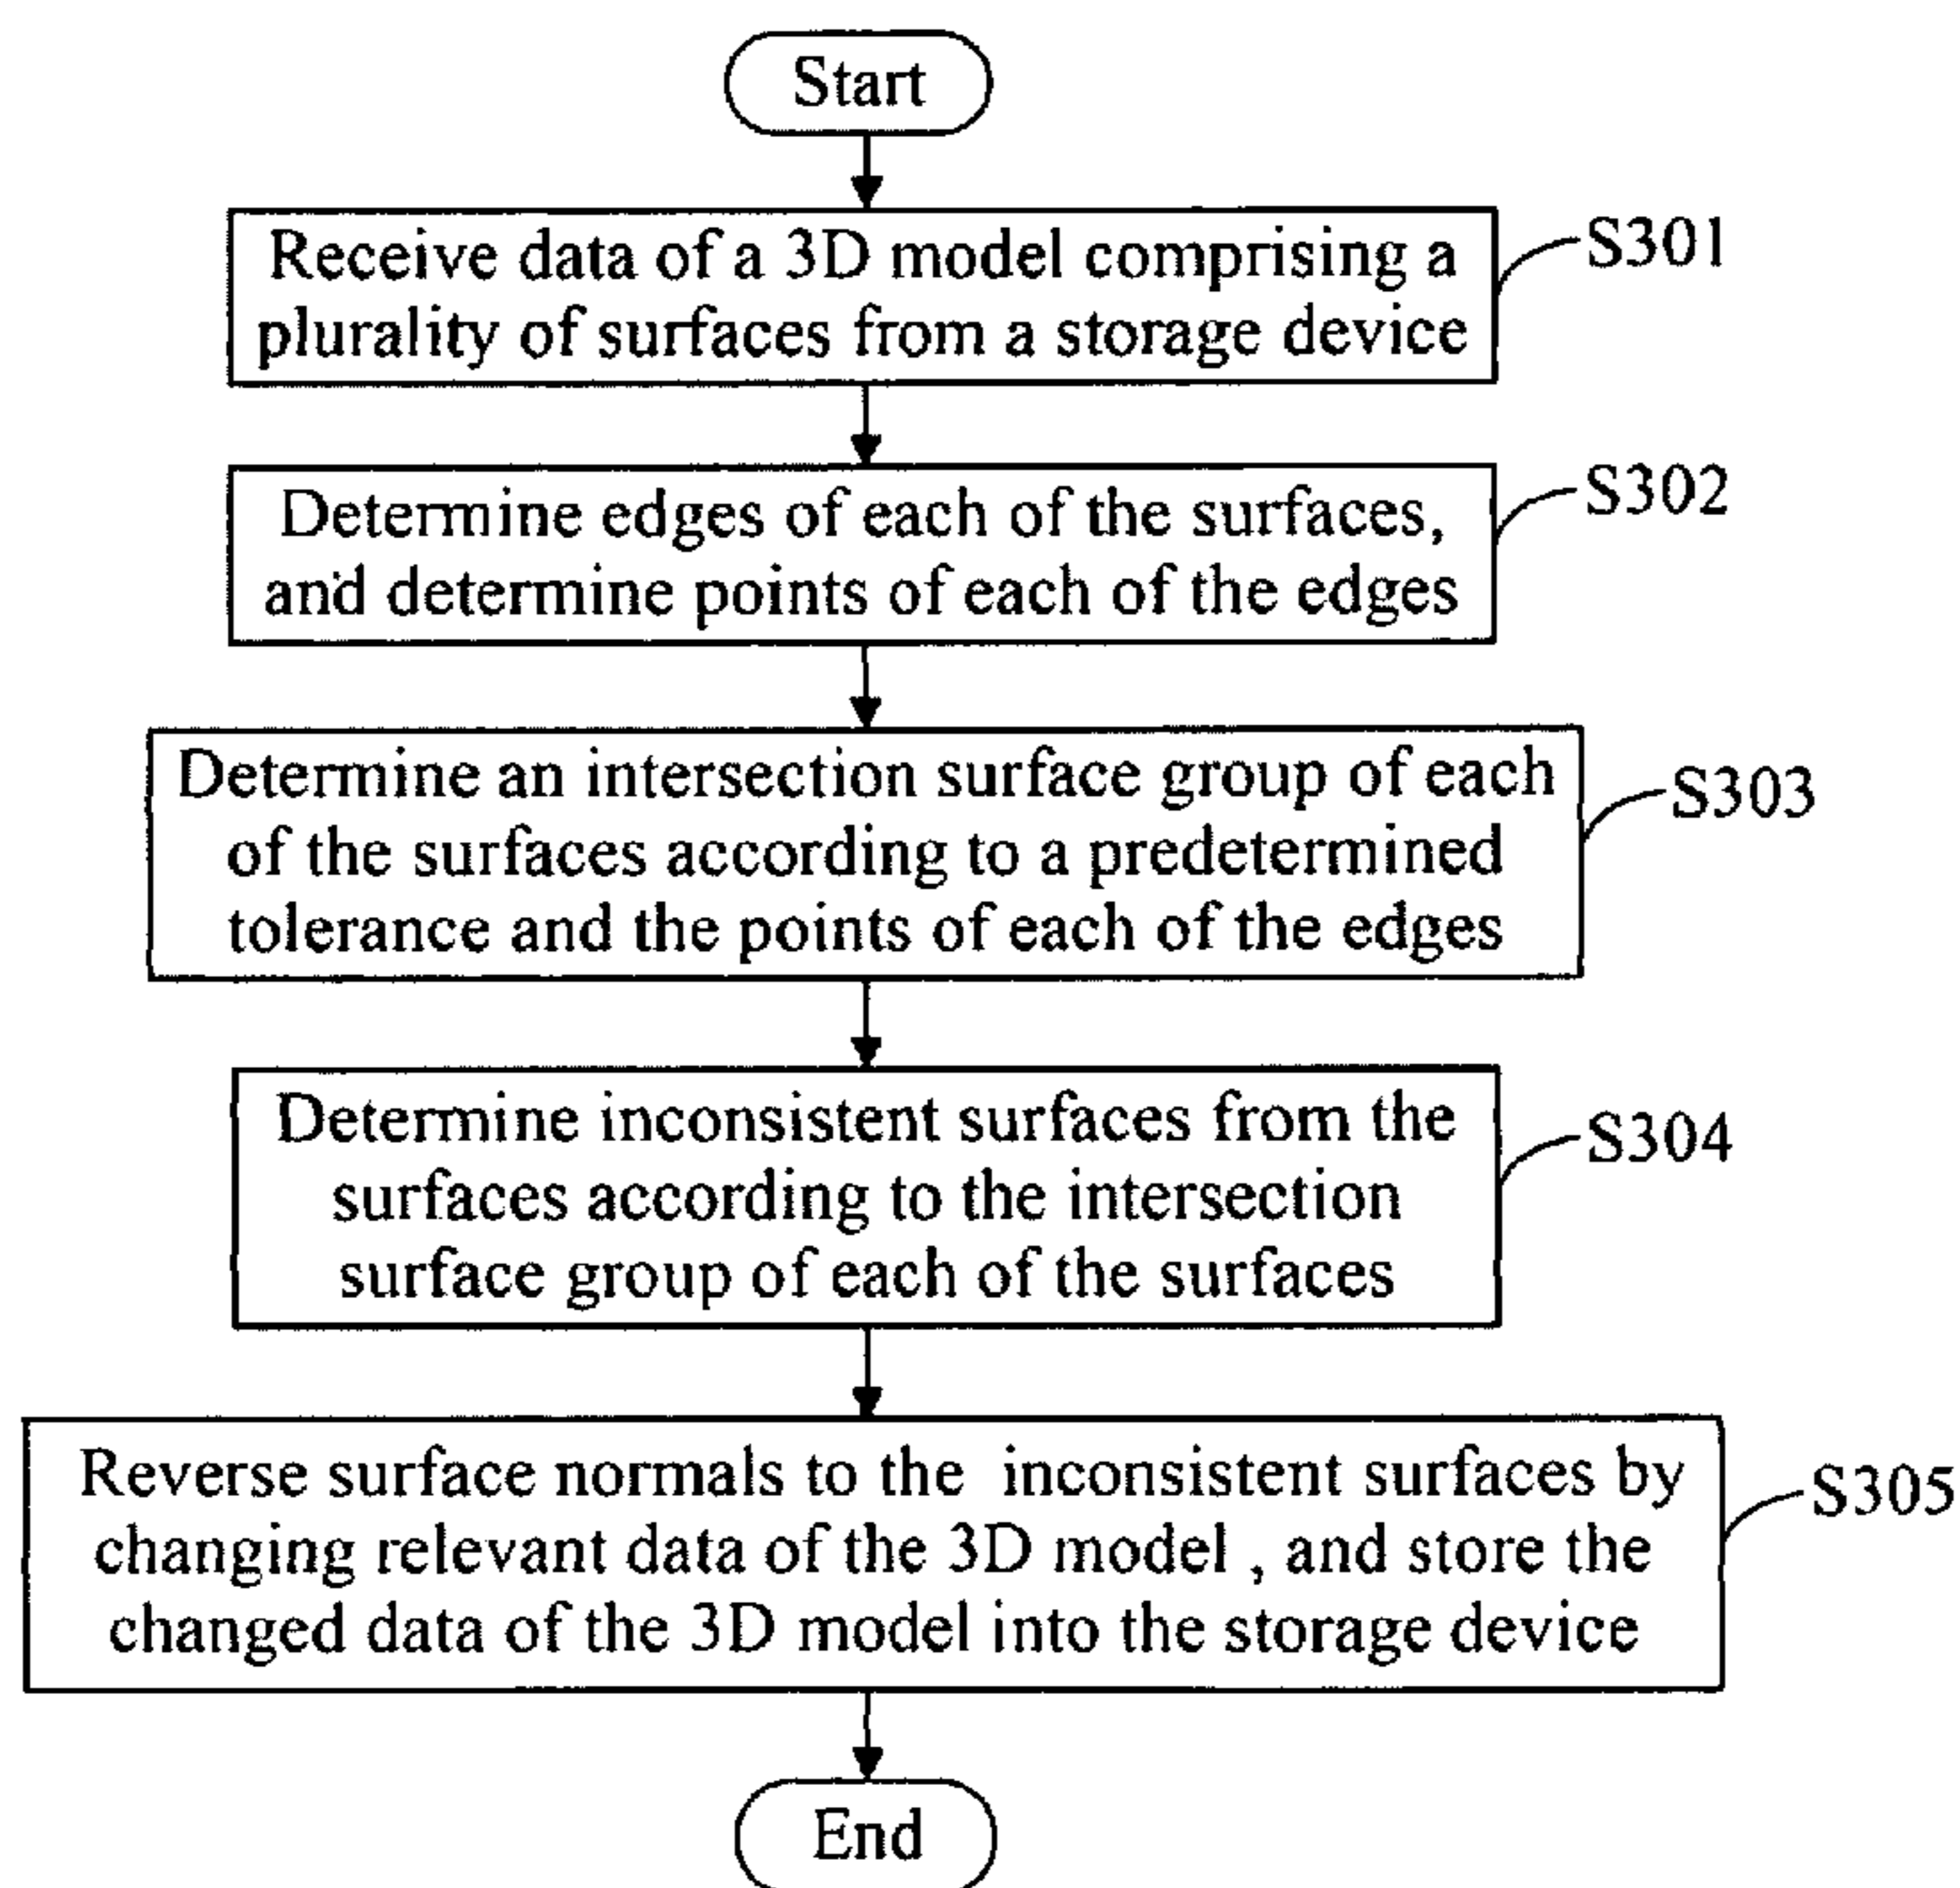 Start
Receive data of a 3D model comprising a
plurality of surfaces from a storage device
S301
Determine edges of each of the surfaces,
and determine points of each of the edges
S302
Determine an intersection surface group of each
of the surfaces according to a predetermined
tolerance and the points of each of the edges
S303
Determine inconsistent surfaces from the
surfaces according to the intersection
surface group of each of the surfaces
S304
Reverse surface normals to the inconsistent surfaces by
changing relevant data of the 3D model , and store the
changed data of the 3D model into the storage device
S305
End